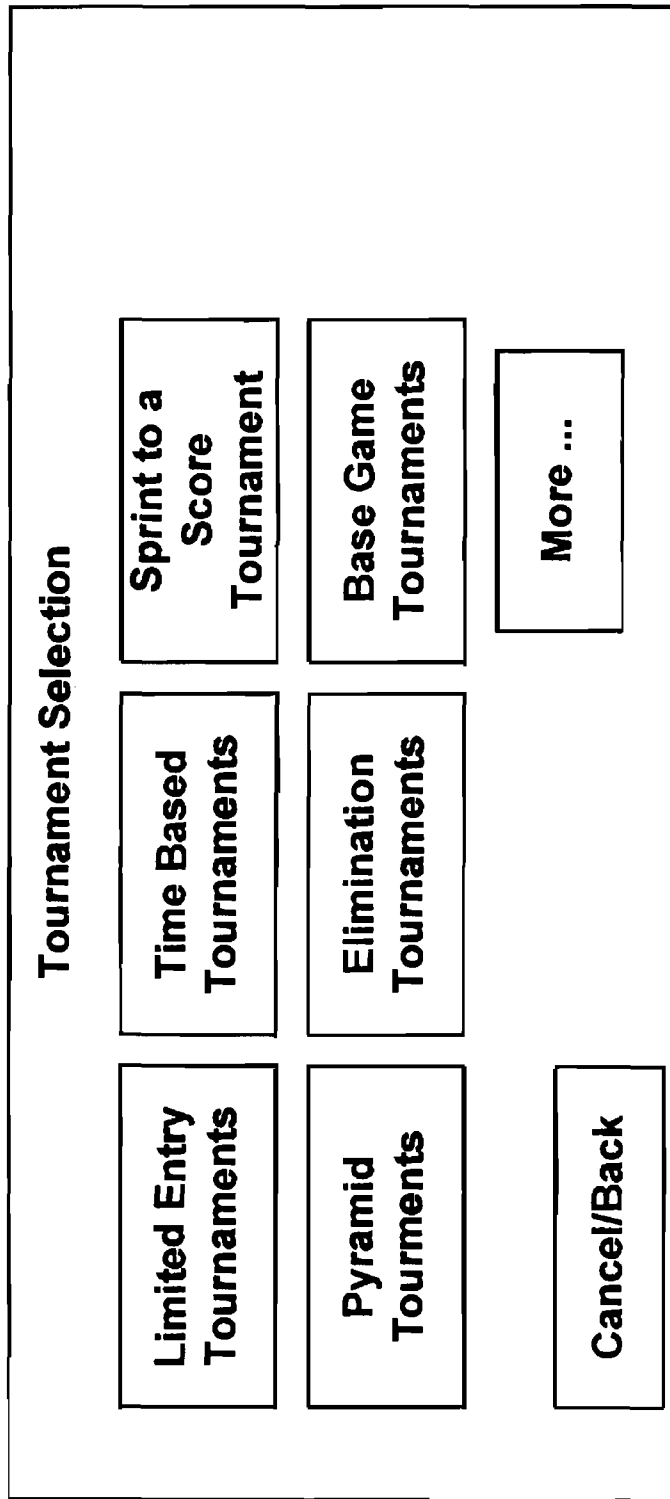 Tournament Selection
Limited Entry
Tournaments
Time Based
Tournaments
Sprint to a
Score
Tournament
Pyramid
Tourments
Elimination
Tournaments
Base Game
Tournaments
Cancel/Back
More ...